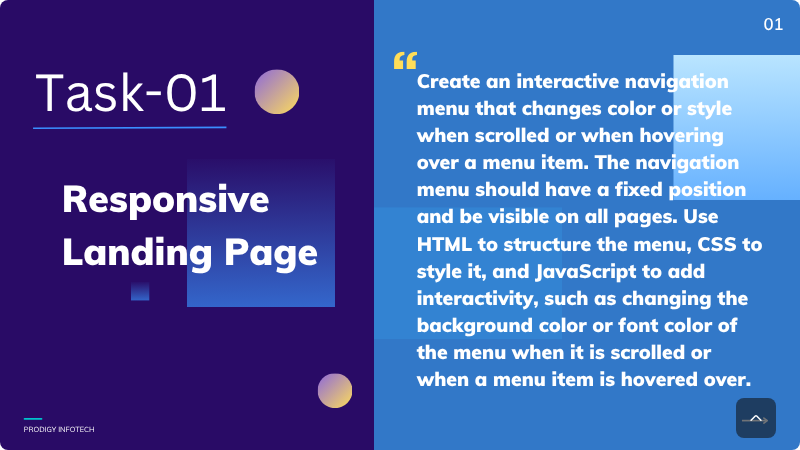 01
Task-01
Responsive
Landing Page
PRODIGY INFOTECH
“
Create an interactive navigation
menu that changes color or style
when scrolled or when hovering
over a menu item. The navigation
menu should have a fixed position
and be visible on all pages. Use
HTML to structure the menu, CSS to
style it, and JavaScript to add
interactivity, such as changing the
background color or font color of
the menu when it is scrolled or
when a menu item is hovered over.